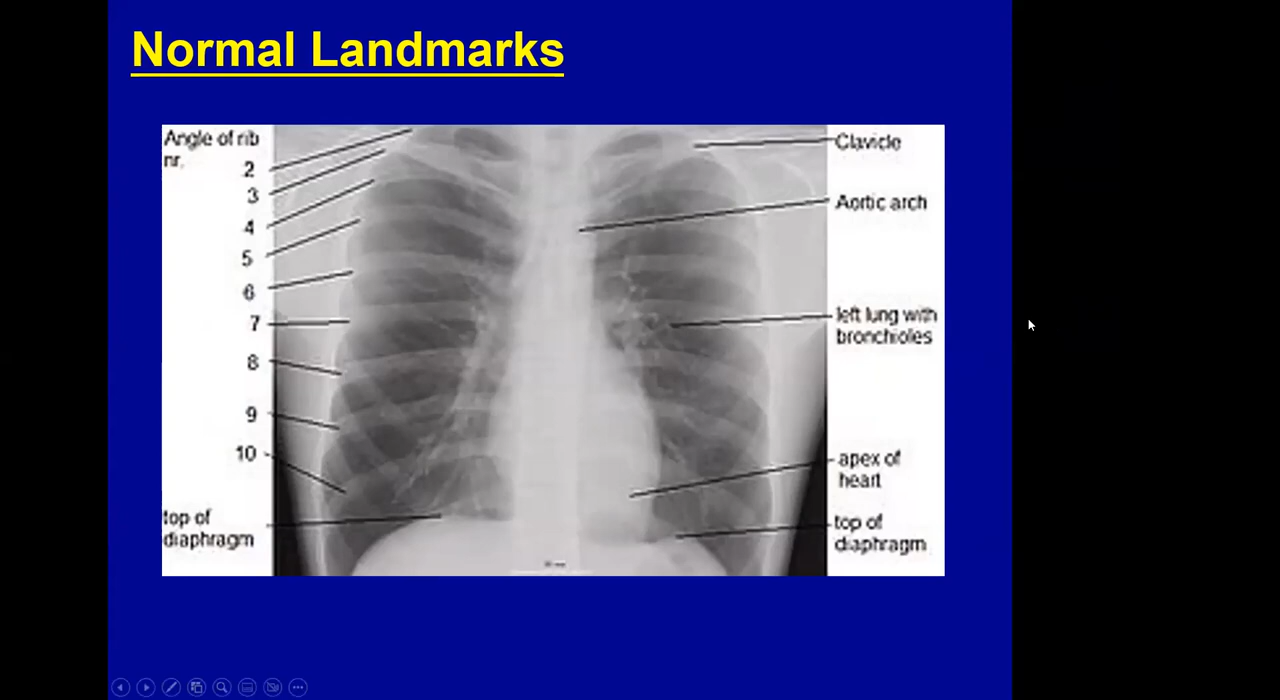 Normal Landmarks
Angle of rib
nr.
2
3
4
5
6
7
8
9
10
top of
diaphragm
Clavicle
Aortic arch
left lung with
bronchioles
apex of
heart
top of
diaphragm